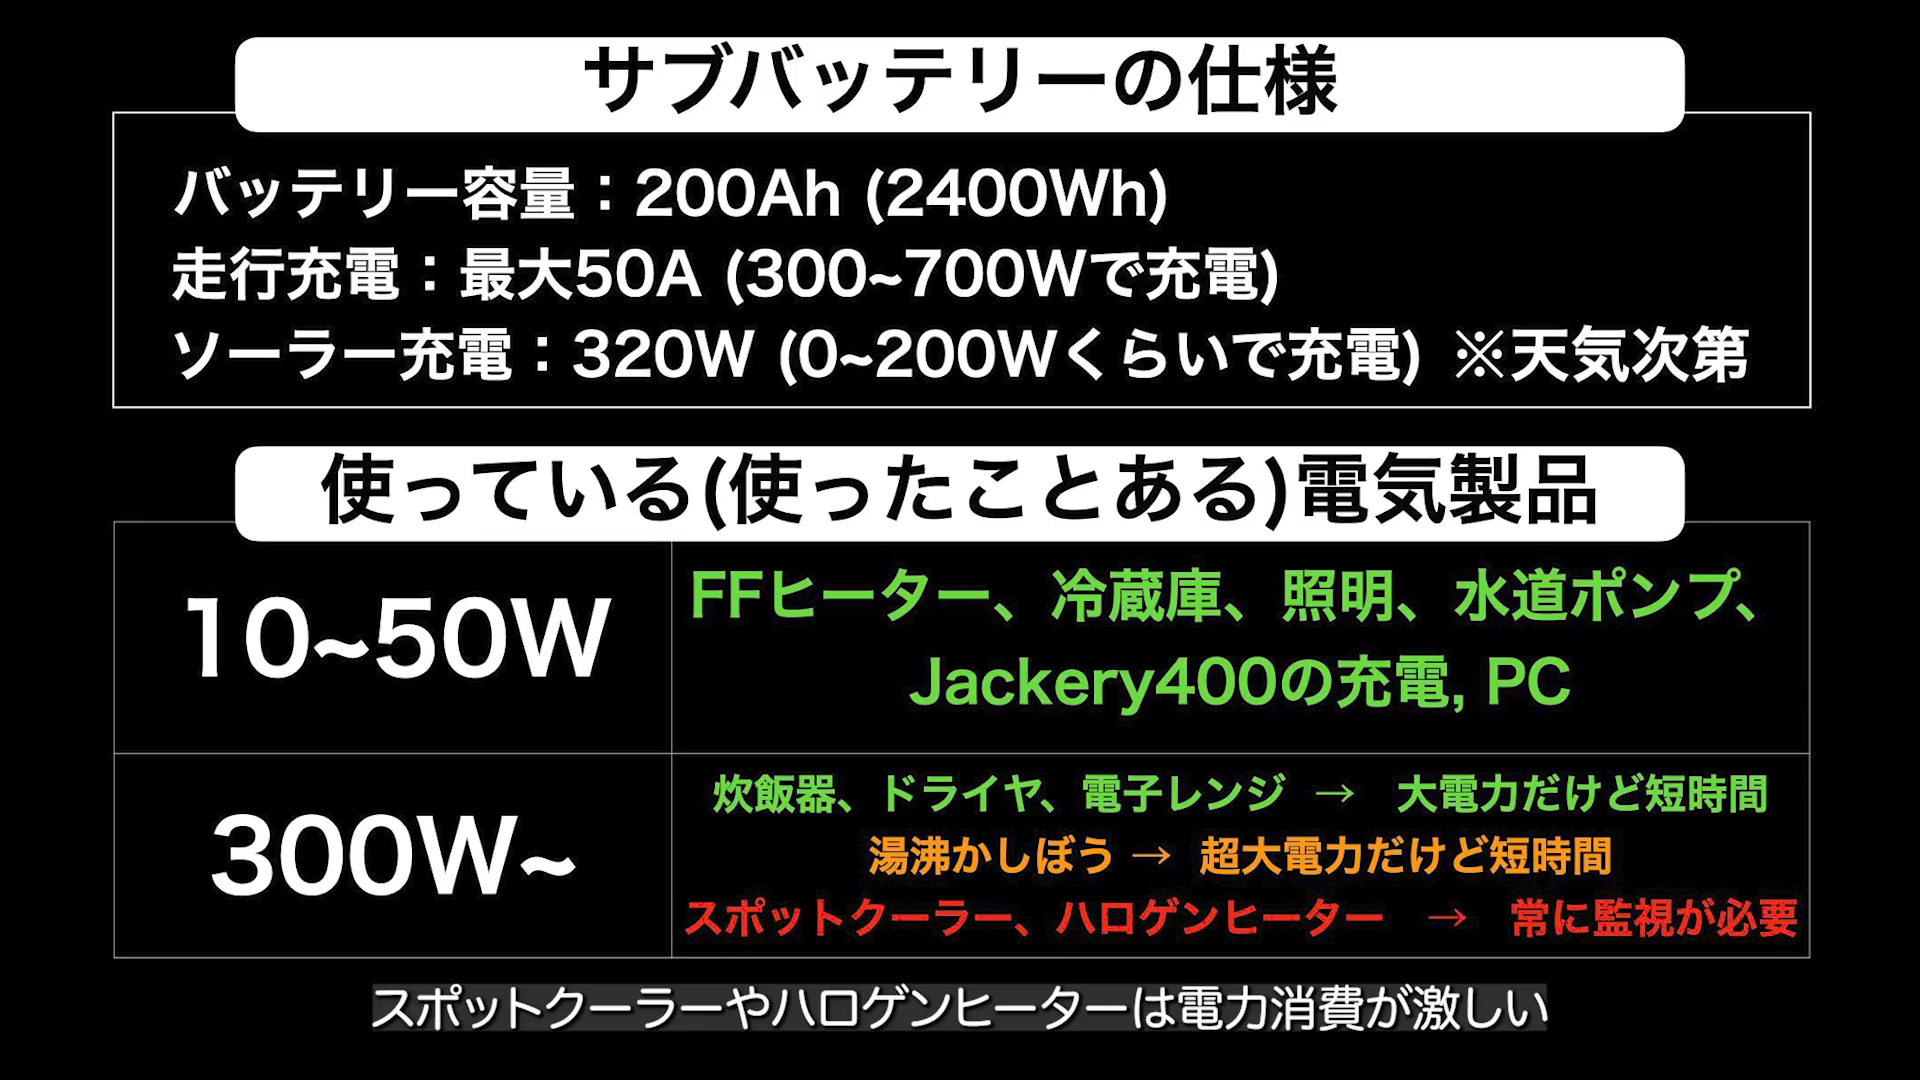 サブバッテリーの仕様
バッテリー容量：200Ah (2400Wh)
走行充電：最大50A (300~700Wで充電)
ソーラー充電：320W (0~200Wくらいで充電) ※天気次第
使っている(使ったことある)電気製品
10~50W
FFヒーター、冷蔵庫、照明、水道ポンプ、
Jackery400の充電, PC
300W~
炊飯器、ドライヤ、電子レンジ → 大電力だけど短時間
湯沸かしぼう → 超大電力だけど短時間
スポットクーラー、ハロゲンヒーター → 常に監視が必要
スポットクーラーやハロゲンヒーターは電力消費が激しい